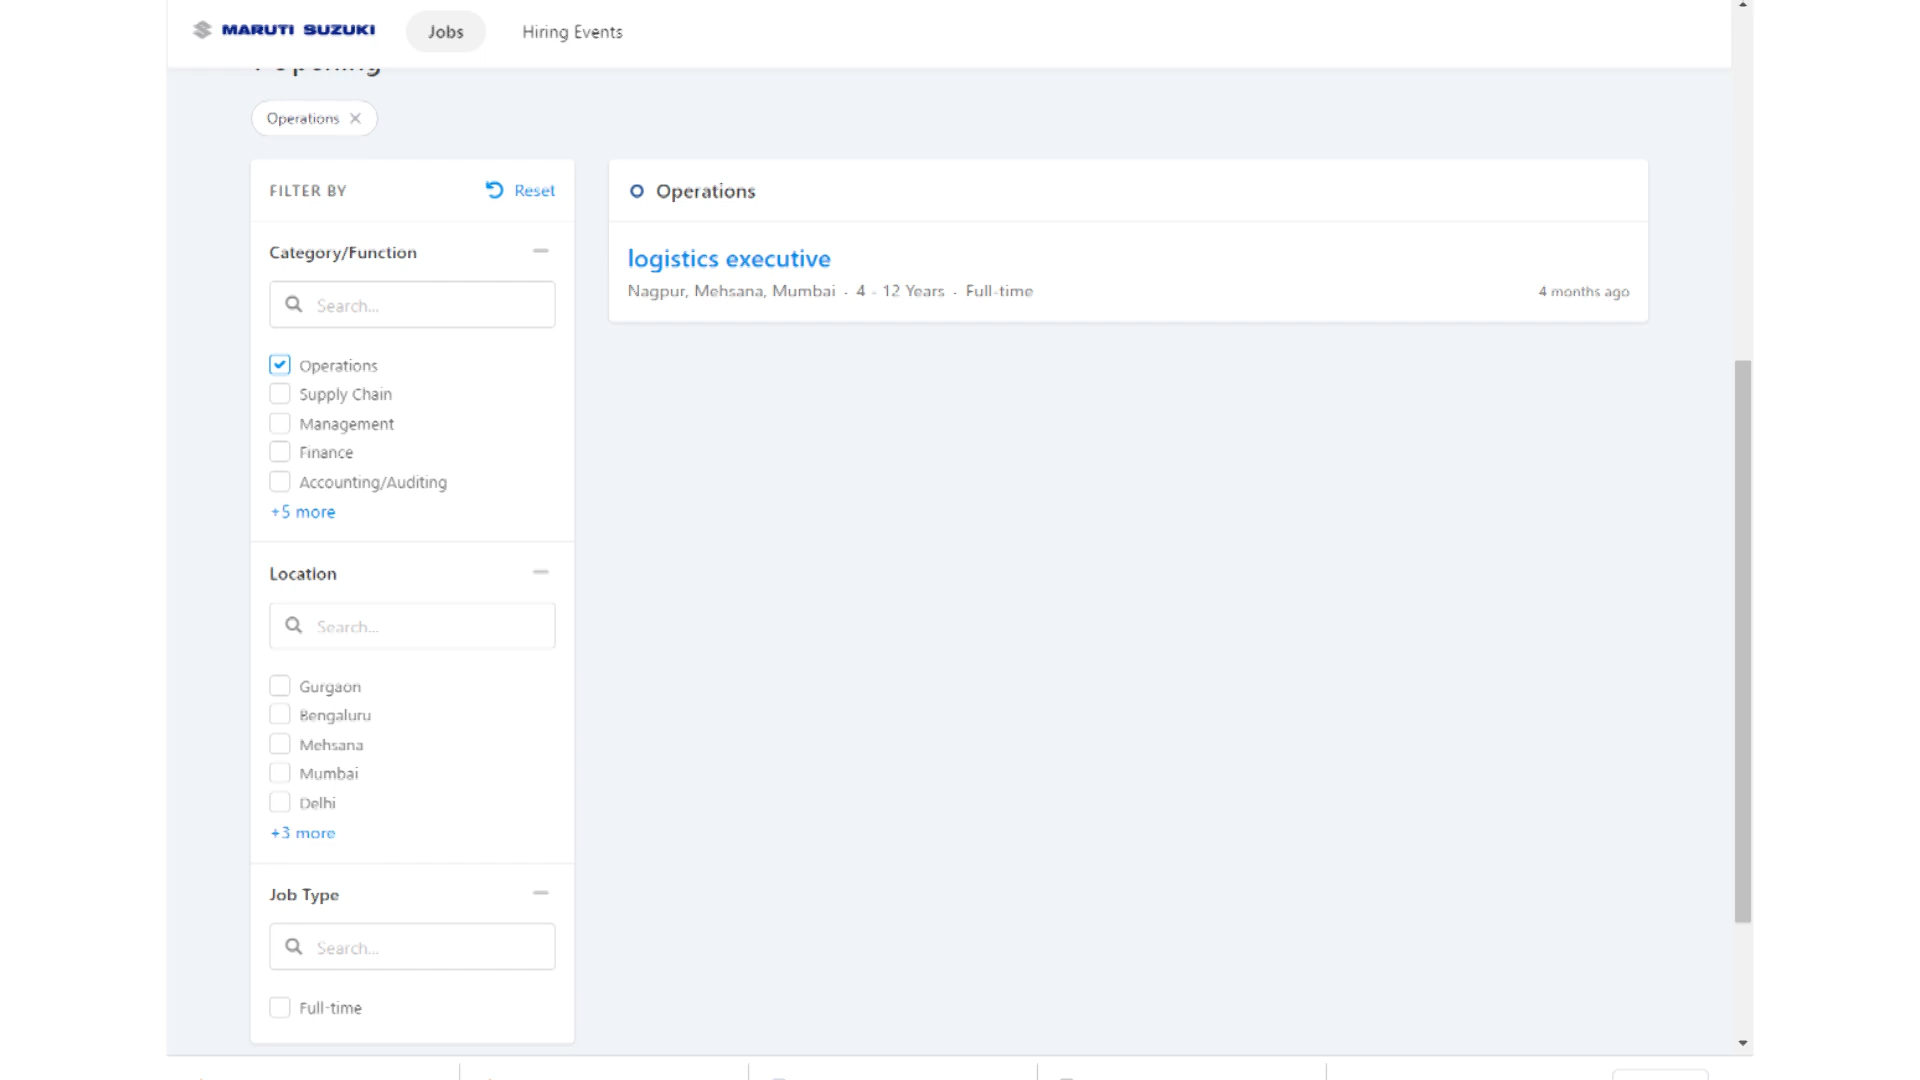 MARUTI SUZUKI
Jobs
Hiring Events
Operations
FILTER BY
Reset
Category/Function
Search...
Operations
Supply Chain
Management
Finance
Accounting/Auditing
+5 more
Location
Search...
Gurgaon
Bengaluru
Mehsana
Mumbai
Delhi
+3 more
Job Type
Search...
Full-time
Operations
logistics executive
Nagpur, Mehsana, Mumbai - 4 - 12 Years - Full-time
4 months ago